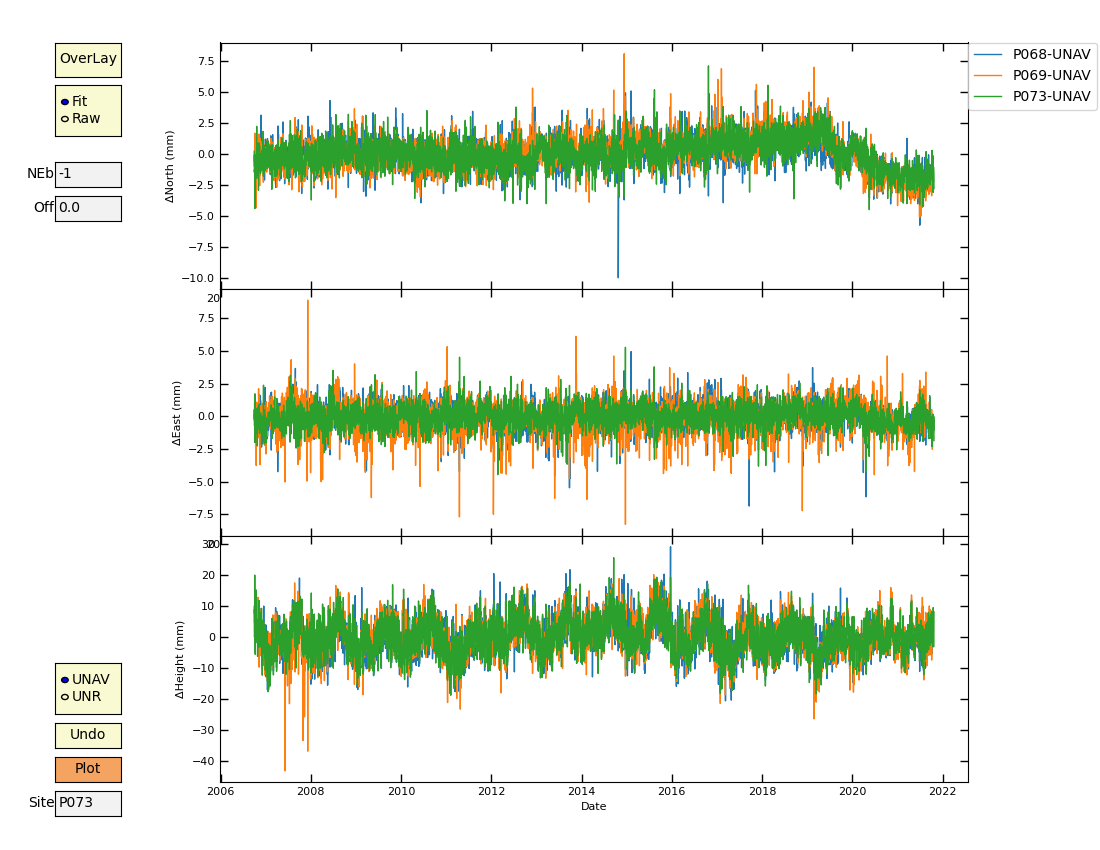 OverLay
Fit
Raw
NEb -1
Off 0.0
UNAV
UNR
Undo
Plot
Site P073
P068-UNAV
P069-UNAV
P073-UNAV
ΔNorth (mm)
7.5
5.0
2.5
0.0
−2.5
−5.0
−7.5
−10.0
20
ΔEast (mm)
7.5
5.0
2.5
0.0
−2.5
−5.0
−7.5
20
ΔHeight (mm)
30
20
10
0
−10
−20
−30
−40
2006 2008 2010 2012 2014 2016 2018 2020 2022
Date